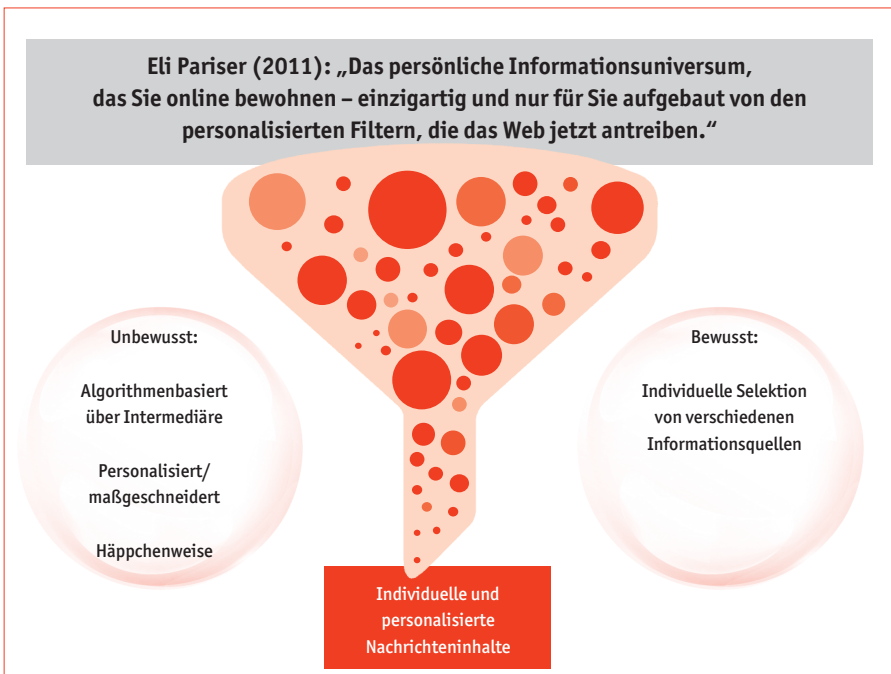 Eli Pariser (2011): „Das persönliche Informationsuniversum,
das Sie online bewohnen – einzigartig und nur für Sie aufgebaut von den
personalisierten Filtern, die das Web jetzt antreiben.“
Unbewusst:
Algorithmenbasiert
über Intermediäre
Personalisiert/
maßgeschneidert
Häppchenweise
Bewusst:
Individuelle Selektion
von verschiedenen
Informationsquellen
Individuelle und
personalisierte
Nachrichteninhalte